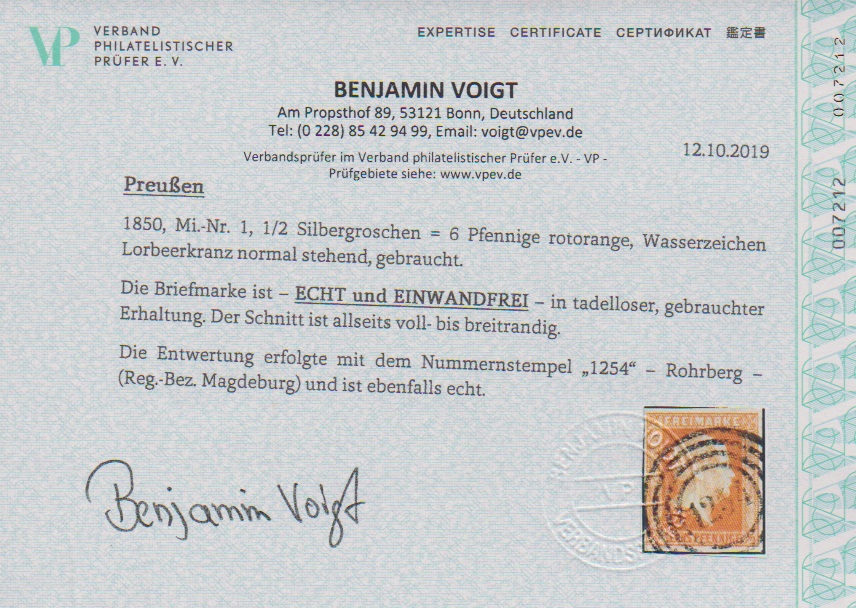 VP
VERBAND
PHILATELISTISCHER
PRÜFER E. V.
EXPERTISE CERTIFICATE СЕРТИФИКАТ 鑑定書
BENJAMIN VOIGT
Am Propsthof 89, 53121 Bonn, Deutschland
Tel: (0 228) 85 42 94 99, Email: voigt@vpev.de
Verbandsprüfer im Verband philatelistischer Prüfer e.V. - VP -
Prüfgebiete siehe: www.vpev.de
12.10.2019
Preußen
1850, Mi.-Nr. 1, 1/2 Silbergroschen = 6 Pfennige rotorange, Wasserzeichen
Lorbeerkranz normal stehend, gebraucht.
Die Briefmarke ist – ECHT und EINWANDFREI – in tadelloser, gebrauchter
Erhaltung. Der Schnitt ist allseits voll- bis breitrandig.
Die Entwertung erfolgte mit dem Nummernstempel „1254“ – Rohrberg –
(Reg.-Bez. Magdeburg) und ist ebenfalls echt.
Benjamin Voigt
BENJAMIN
VP
FREIMARKE
007212
007212